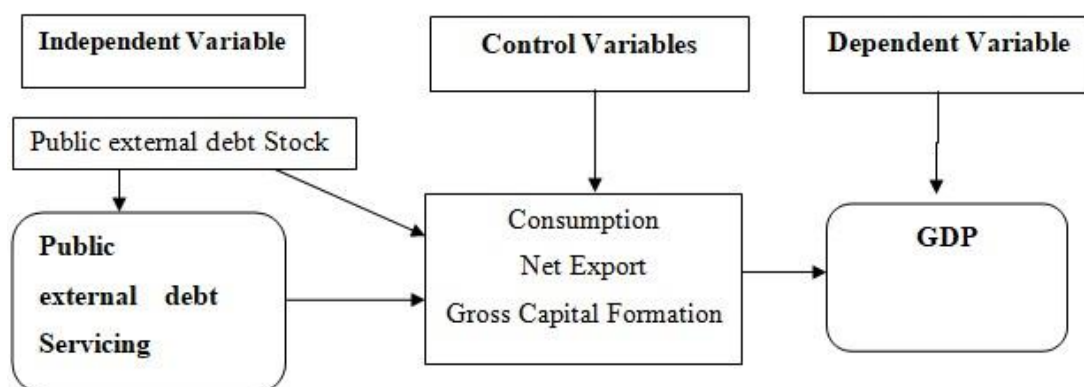 Independent Variable
Control Variables
Dependent Variable
Public external debt Stock
Public
external debt
Servicing
Consumption
Net Export
Gross Capital Formation
GDP